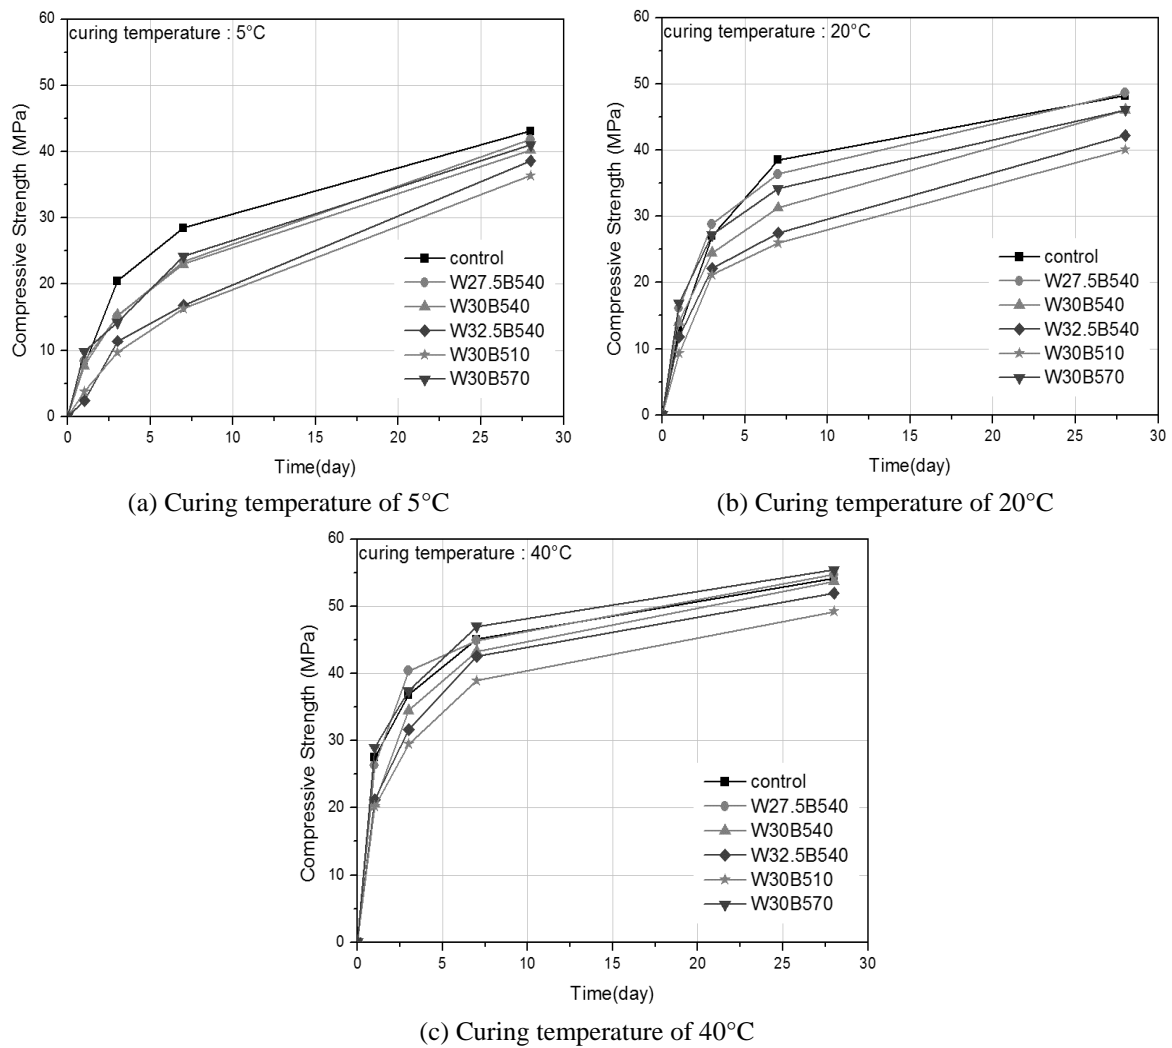 curing temperature : 5°C
60
50
40
30
20
10
0
Compressive Strength (MPa)
control
W27.5B540
W30B540
W32.5B540
W30B510
W30B570
0 5 10 15 20 25 30
Time(day)
(a) Curing temperature of 5°C
curing temperature : 20°C
60
50
40
30
20
10
0
Compressive Strength (MPa)
control
W27.5B540
W30B540
W32.5B540
W30B510
W30B570
0 5 10 15 20 25 30
Time(day)
(b) Curing temperature of 20°C
curing temperature : 40°C
60
50
40
30
20
10
0
Compressive Strength (MPa)
control
W27.5B540
W30B540
W32.5B540
W30B510
W30B570
0 5 10 15 20 25 30
Time(day)
(c) Curing temperature of 40°C